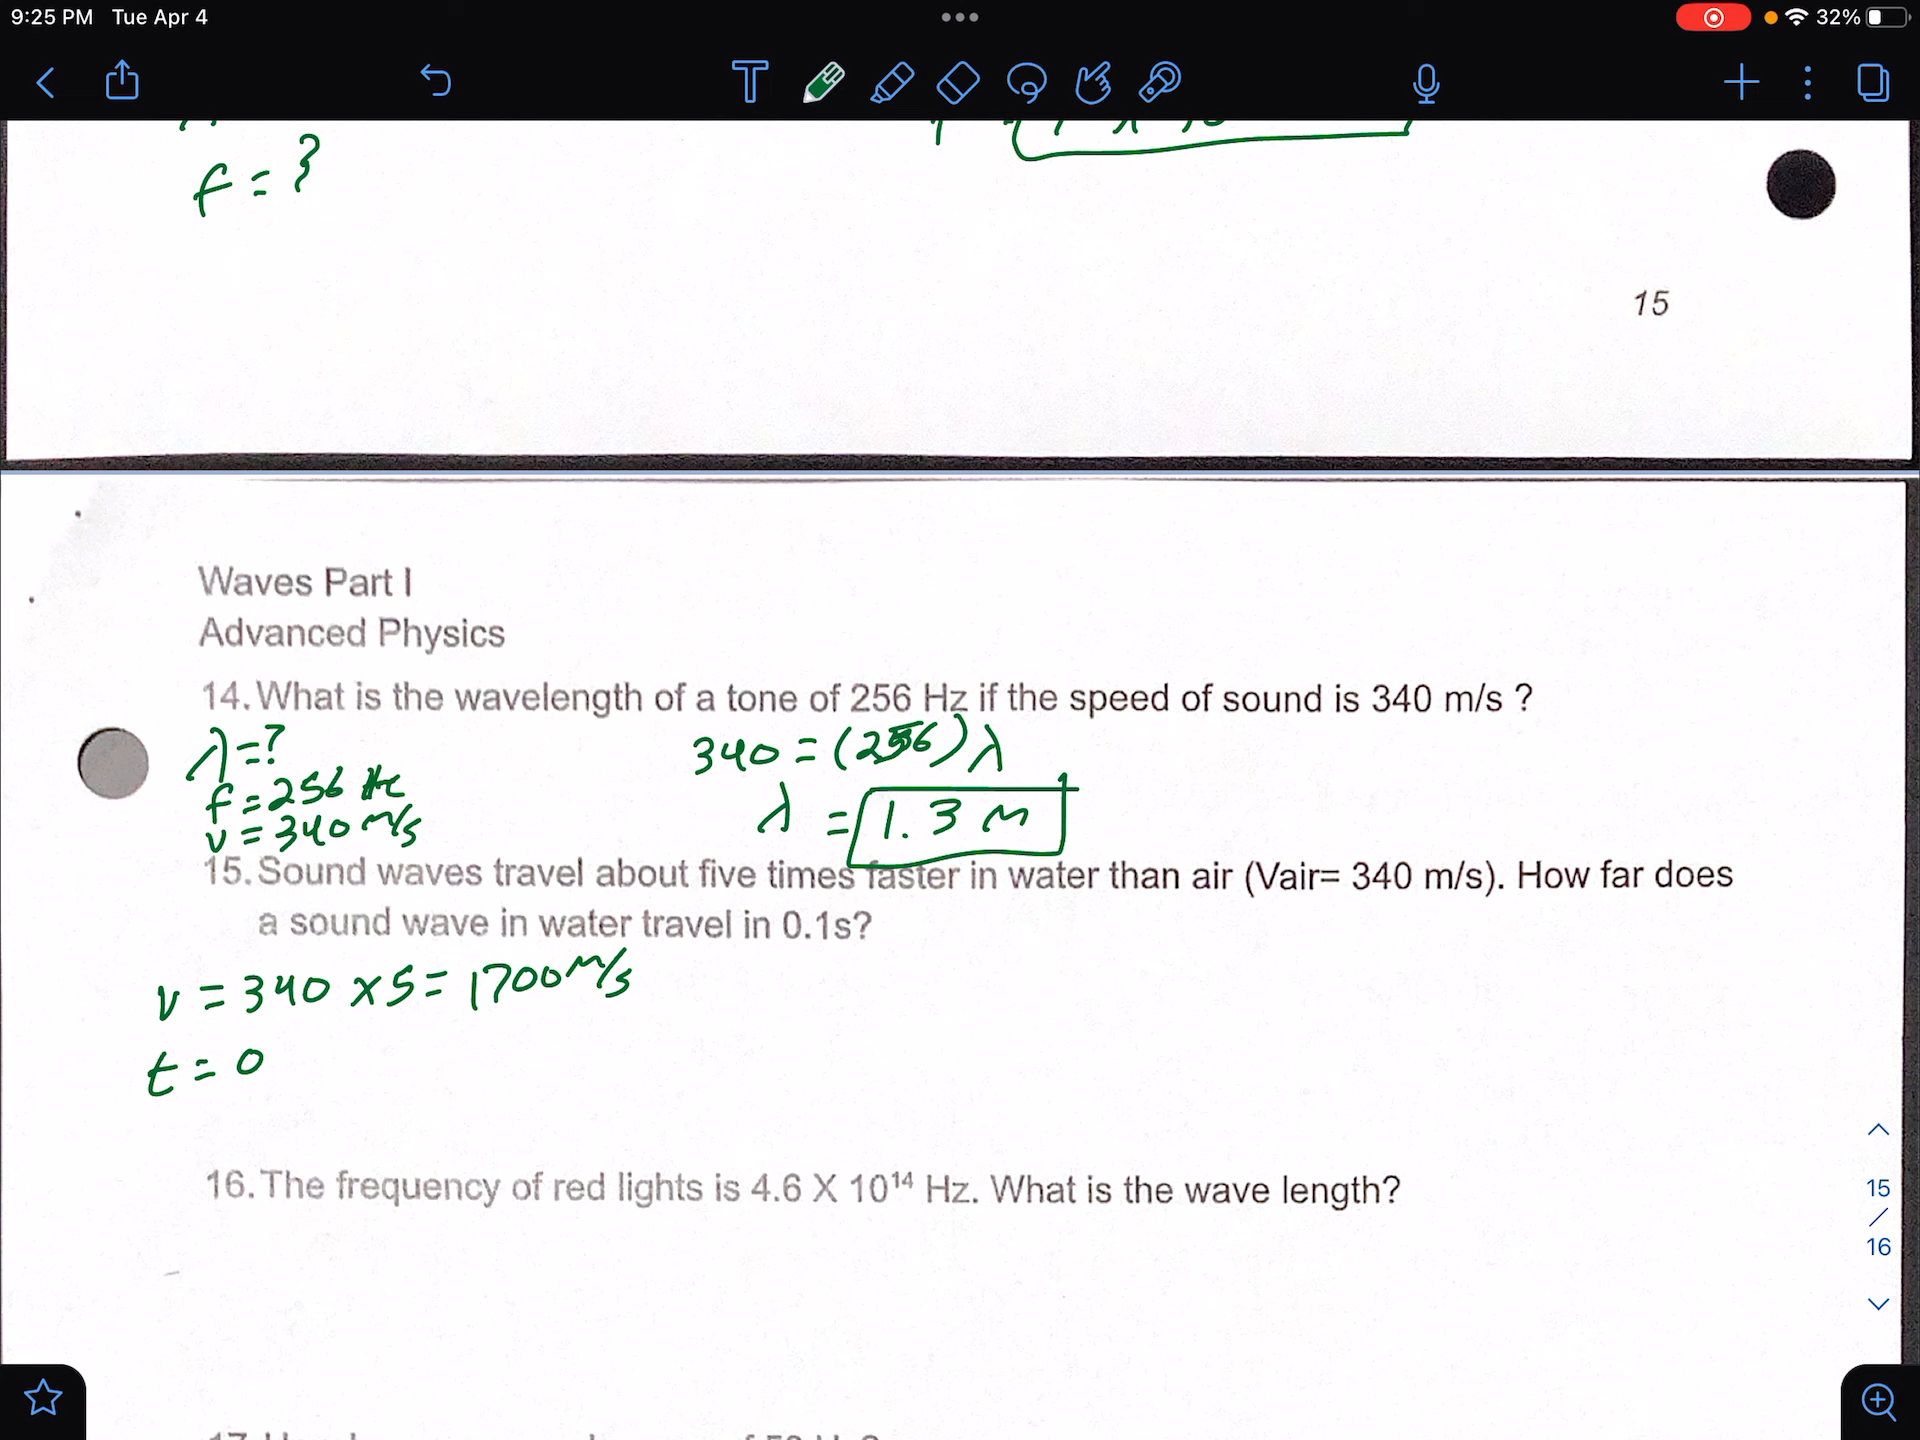 9:25 PM Tue Apr 4
32%
f = ?
15
Waves Part I
Advanced Physics
14. What is the wavelength of a tone of 256 Hz if the speed of sound is 340 m/s ?
λ = ?
f = 256 Hz
v = 340 m/s
340 = (256) λ
λ = 1.3 m
15. Sound waves travel about five times faster in water than air (Vair= 340 m/s). How far does
a sound wave in water travel in 0.1s?
v = 340 x 5 = 1700 m/s
t = 0
16. The frequency of red lights is 4.6 X 10¹⁴ Hz. What is the wave length?
15
/
16